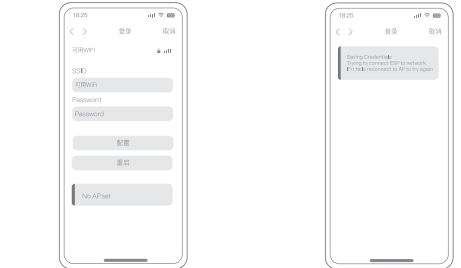 18:25
登录
取消
可用WIFI
SSID
可用WiFi
Password
Password
配置
重启
No AP set
18:25
登录
取消
Saving Credentials
Trying to connect ESP to network.
If it fails reconnect to AP to try again